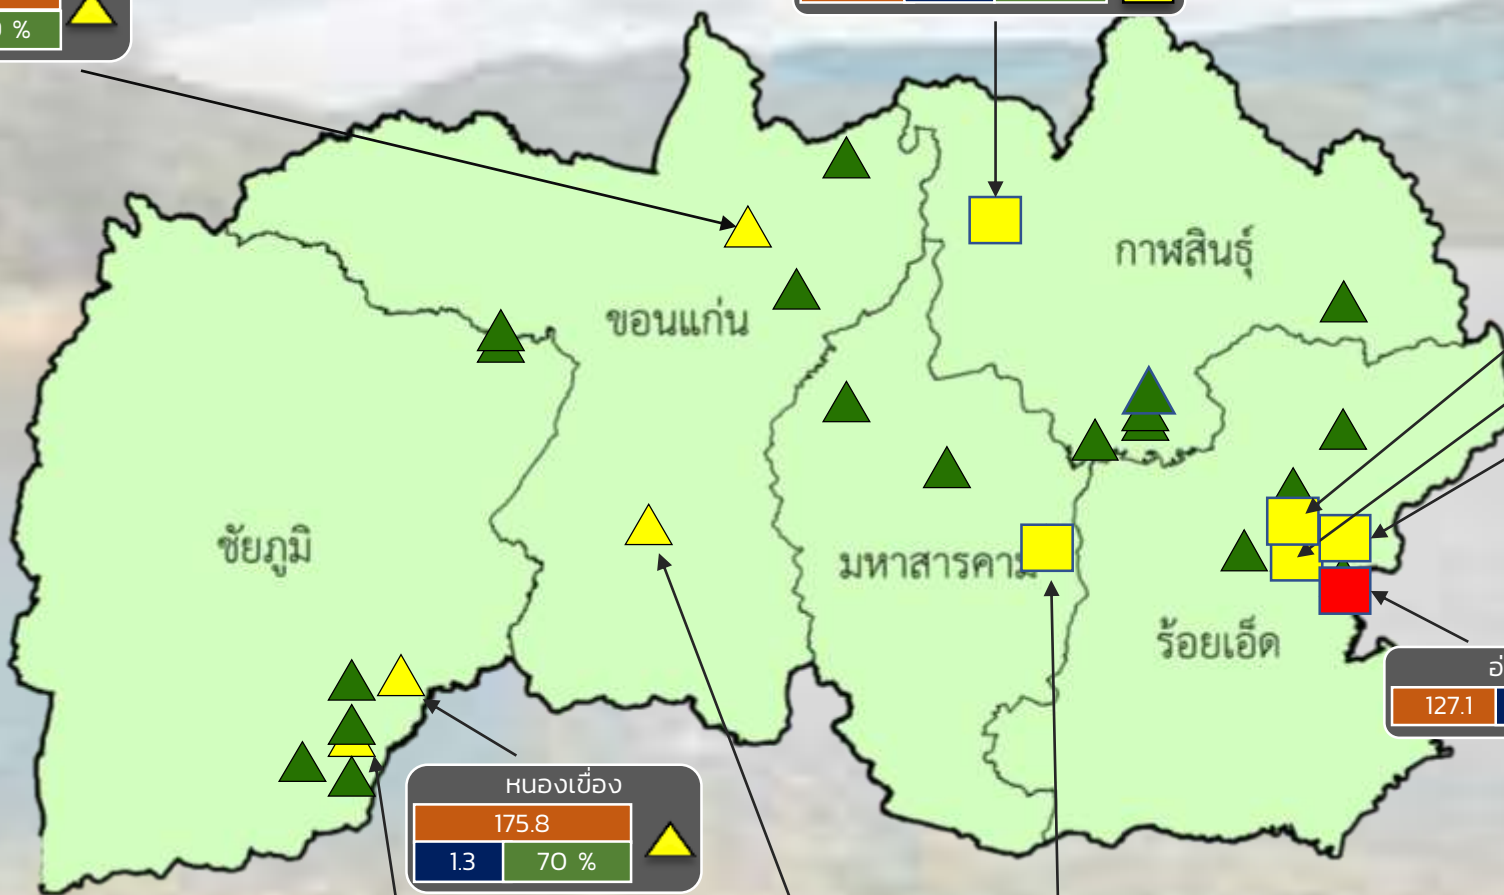 %
กาฬสินธุ์
ขอนแก่น
ชัยภูมิ
มหาสารคาม
ร้อยเอ็ด
127.1
หนองเขื่อง
175.8
1.3 70 %